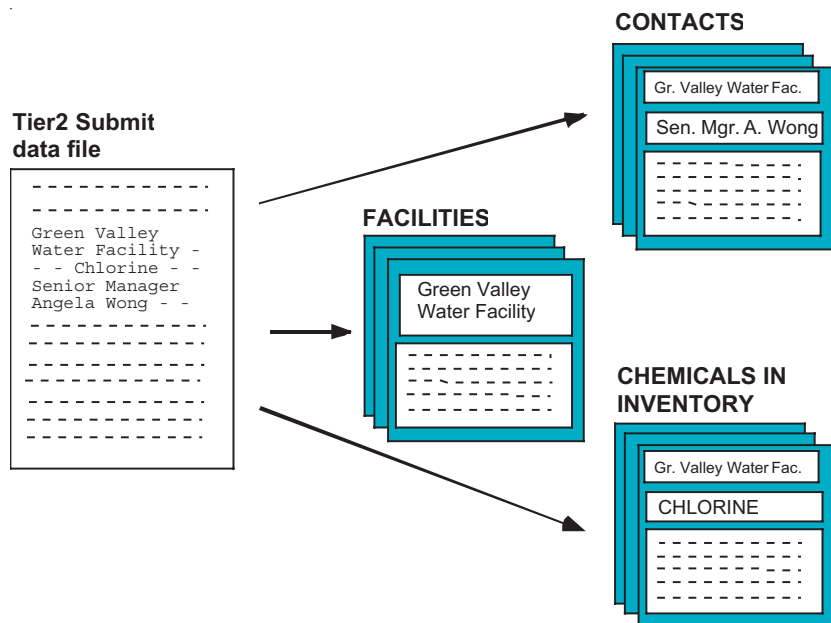 CONTACTS
Gr. Valley Water Fac.
Sen. Mgr. A. Wong
Tier2 Submit
data file
Green Valley
Water Facility -
- - Chlorine - -
Senior Manager
Angela Wong - -
FACILITIES
Green Valley
Water Facility
CHEMICALS IN
INVENTORY
Gr. Valley Water Fac.
CHLORINE